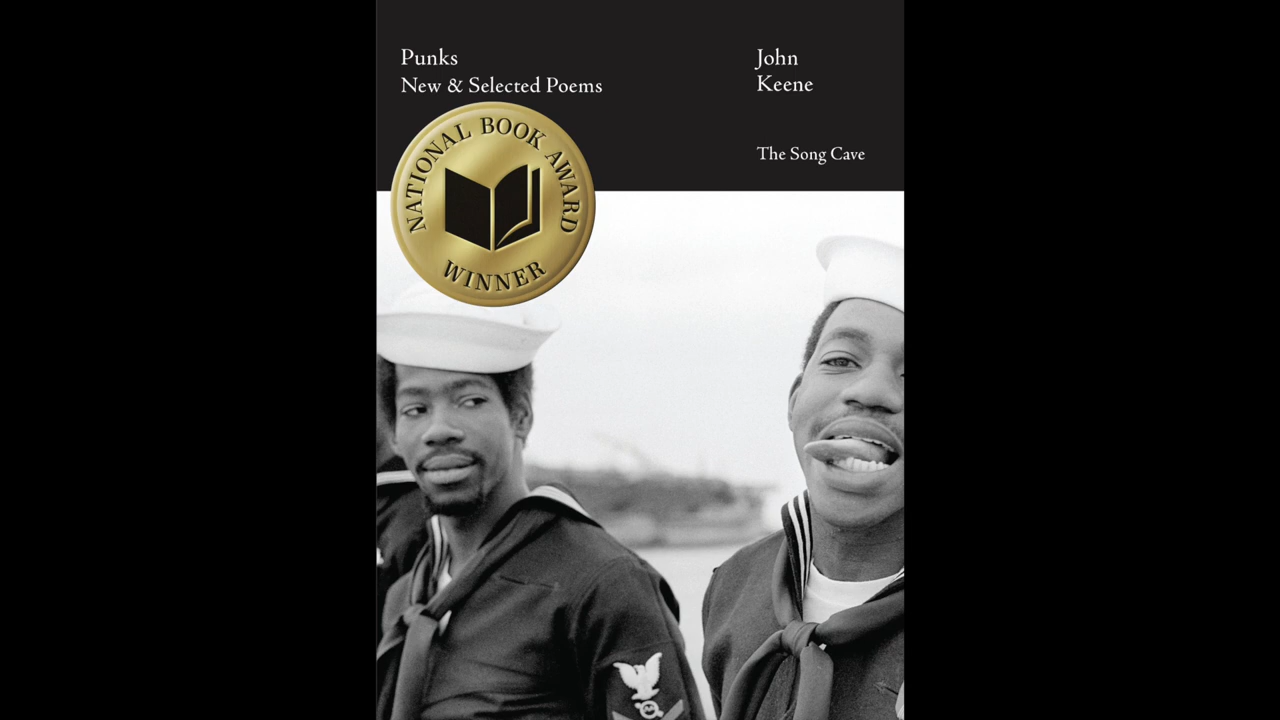 Punks
New & Selected Poems
John
Keene
The Song Cave
NATIONAL BOOK AWARD
WINNER